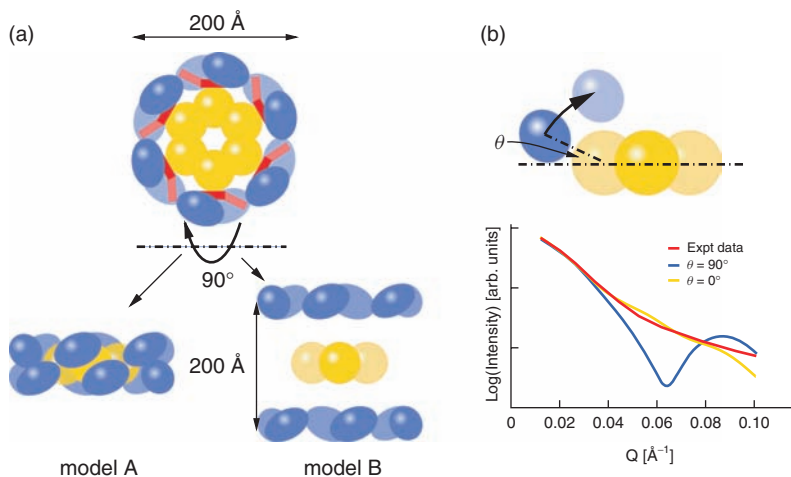 (a)
200 Å
90°
200 Å
model A
model B
(b)
θ
Expt data
θ = 90°
θ = 0°
Log(Intensity) [arb. units]
0
0.02
0.04
0.06
0.08
0.10
Q [Å⁻¹]